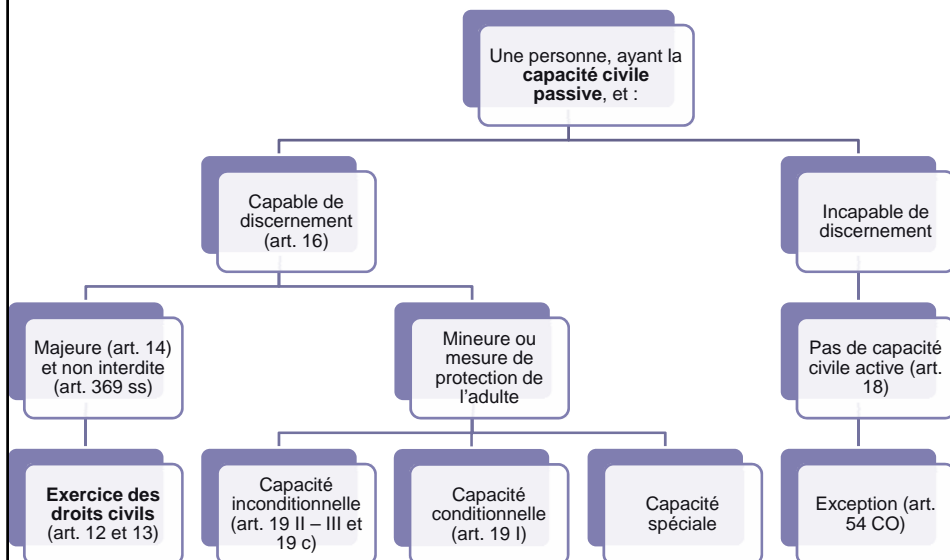 Une personne, ayant la
capacité civile
passive, et :
Capable de
discernement
(art. 16)
Incapable de
discernement
Majeure (art. 14)
et non interdite
(art. 369 ss)
Mineure ou
mesure de
protection de
l'adulte
Pas de capacité
civile active (art.
18)
Exercice des
droits civils
(art. 12 et 13)
Capacité
inconditionnelle
(art. 19 II – III et
19 c)
Capacité
conditionnelle
(art. 19 I)
Capacité
spéciale
Exception (art.
54 CO)